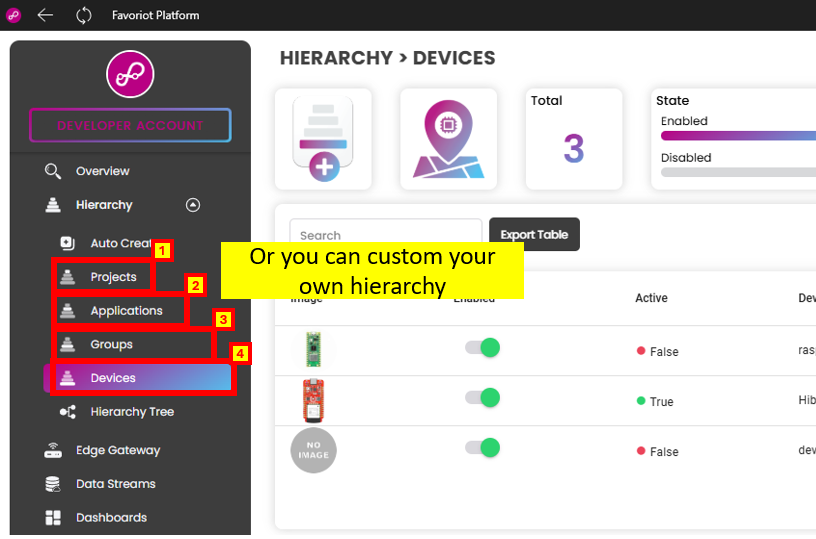 Favoriot Platform
DEVELOPER ACCOUNT
Overview
Hierarchy
Auto Creat
1
Projects
2
Applications
3
Groups
4
Devices
Hierarchy Tree
Edge Gateway
Data Streams
Dashboards
HIERARCHY > DEVICES
Total
3
State
Enabled
Disabled
Search
Export Table
Or you can custom your
own hierarchy
Image
Enabled
Active
Dev
False
rasp
True
Hib
NO
IMAGE
False
dev